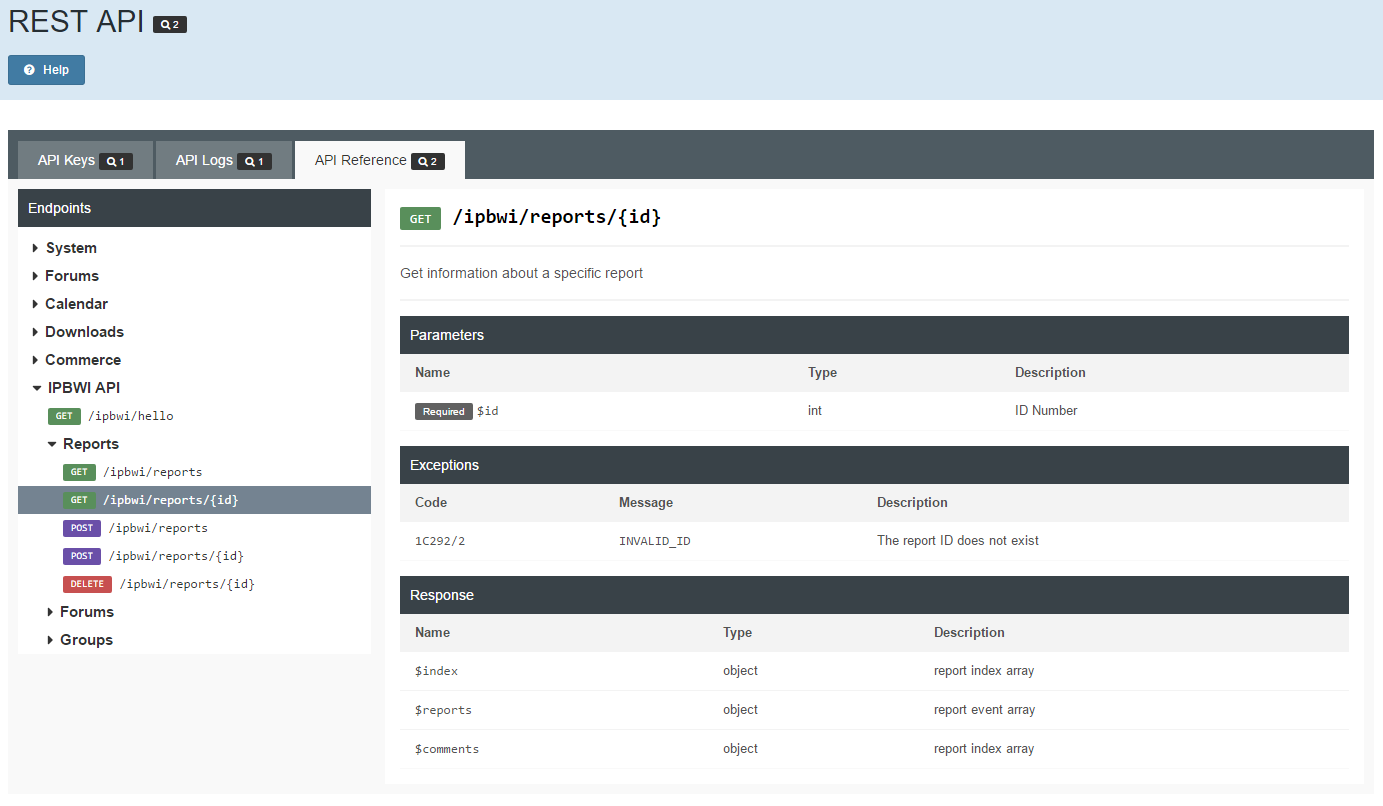 REST API 2
Help
API Keys 1 API Logs 1 API Reference 2
Endpoints
System
Forums
Calendar
Downloads
Commerce
IPBWI API
GET /ipbwi/hello
Reports
GET /ipbwi/reports
GET /ipbwi/reports/{id}
POST /ipbwi/reports
POST /ipbwi/reports/{id}
DELETE /ipbwi/reports/{id}
Forums
Groups
GET /ipbwi/reports/{id}
Get information about a specific report
Parameters
Name Type Description
Required $id int ID Number
Exceptions
Code Message Description
1C292/2 INVALID_ID The report ID does not exist
Response
Name Type Description
$index object report index array
$reports object report event array
$comments object report index array